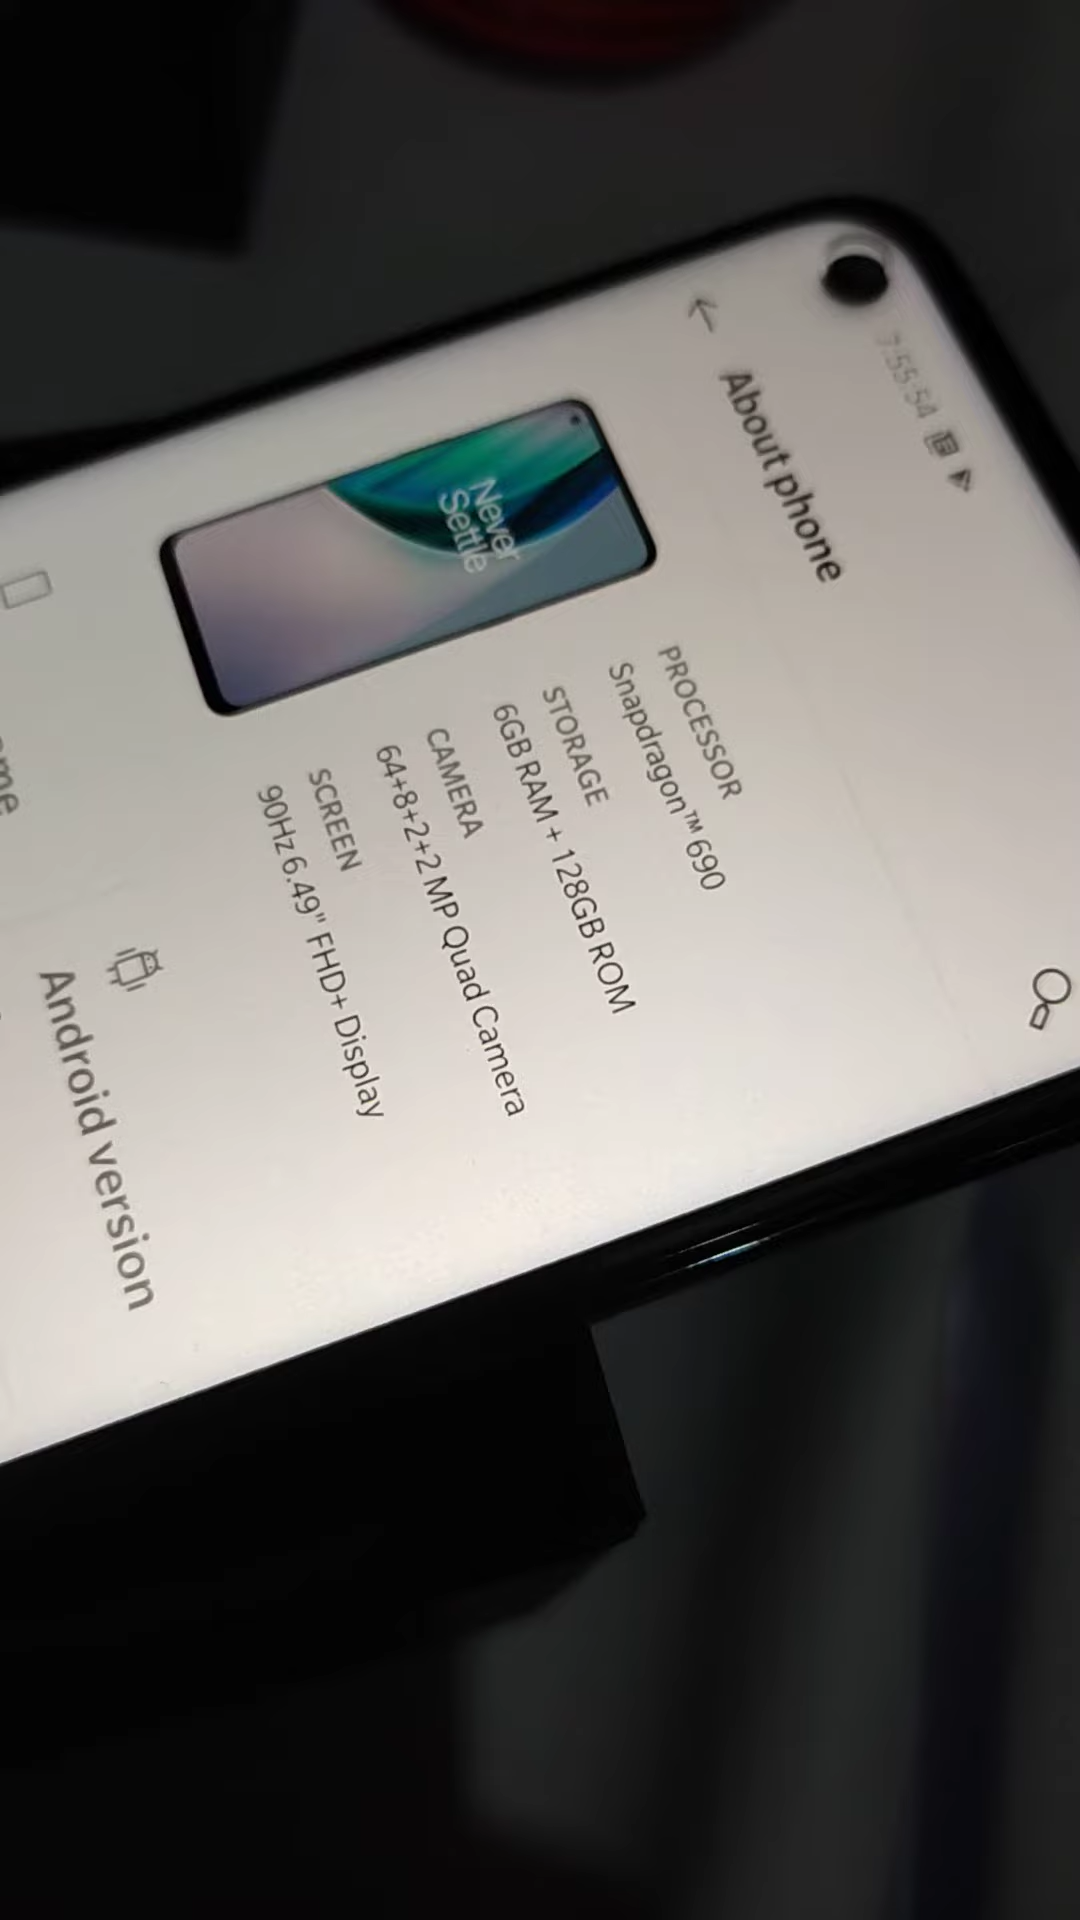 7:55:54
About phone
Never
Settle
PROCESSOR
Snapdragon™ 690
STORAGE
6GB RAM + 128GB ROM
CAMERA
64+8+2+2 MP Quad Camera
SCREEN
90Hz 6.49" FHD+ Display
Android version